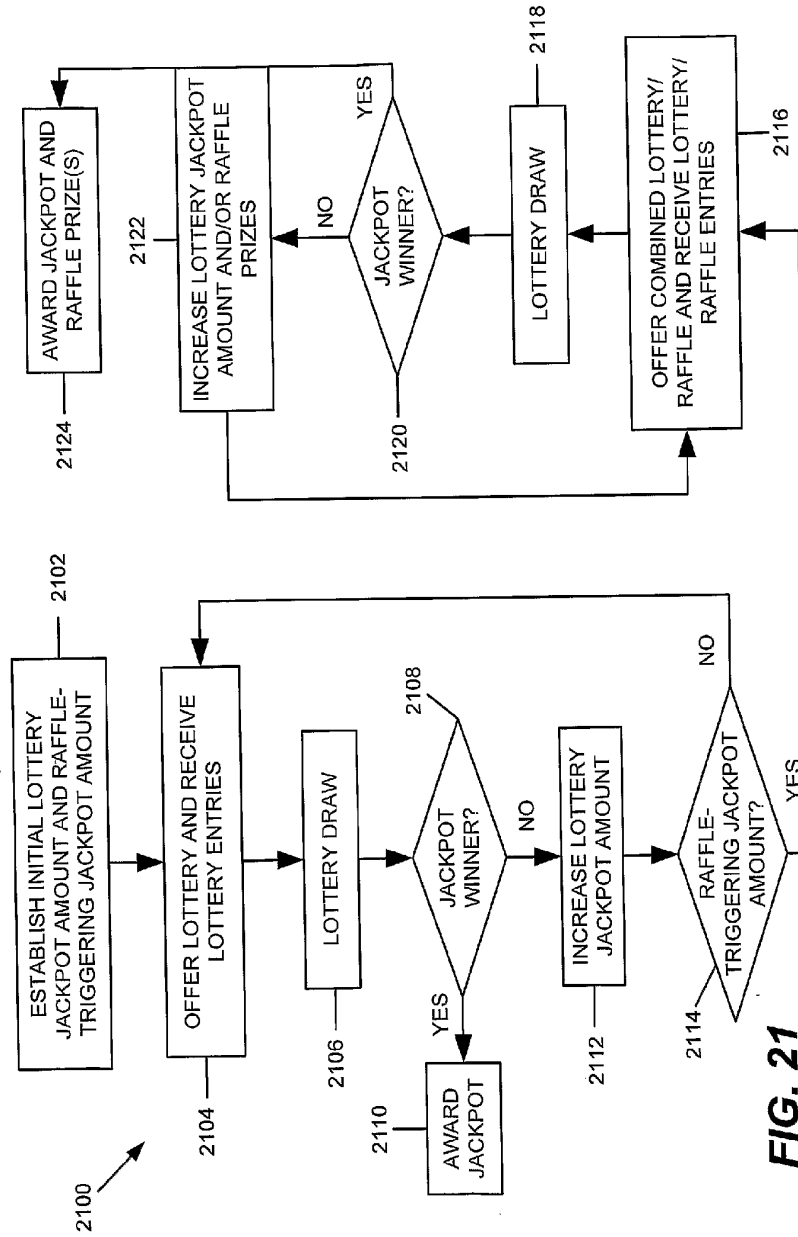 2100
ESTABLISH INITIAL LOTTERY
JACKPOT AMOUNT AND RAFFLE-
TRIGGERING JACKPOT AMOUNT
2102
OFFER LOTTERY AND RECEIVE
LOTTERY ENTRIES
2104
LOTTERY DRAW
2106
JACKPOT
WINNER?
2108
YES
AWARD
JACKPOT
2110
NO
INCREASE LOTTERY
JACKPOT AMOUNT
2112
RAFFLE-
TRIGGERING JACKPOT
AMOUNT?
2114
NO
YES
AWARD JACKPOT AND
RAFFLE PRIZE(S)
2124
INCREASE LOTTERY JACKPOT
AMOUNT AND/OR RAFFLE
PRIZES
2122
NO
YES
JACKPOT
WINNER?
2120
LOTTERY DRAW
2118
OFFER COMBINED LOTTERY/
RAFFLE AND RECEIVE LOTTERY/
RAFFLE ENTRIES
2116
FIG. 21